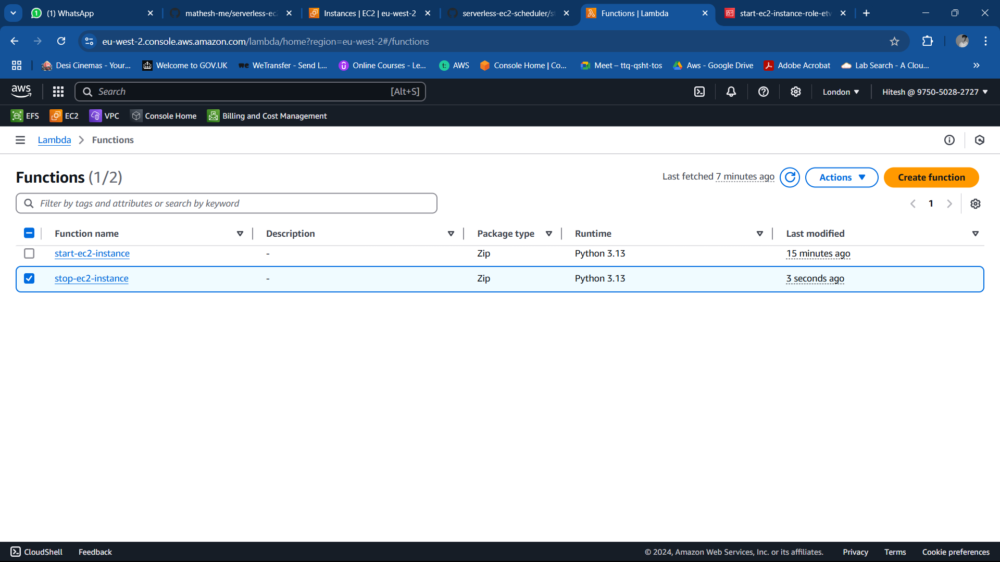 (1) WhatsApp
mathesh-me/serverless-ec
Instances | EC2 | eu-west-2
serverless-ec2-scheduler/s
Functions | Lambda
start-ec2-instance-role-etv
eu-west-2.console.aws.amazon.com/lambda/home?region=eu-west-2#/functions
Desi Cinemas - Your...
Welcome to GOV.UK
we WeTransfer - Send L...
Online Courses - Le...
t: AWS
Console Home | Co...
Meet – ttq-qsht-tos
Aws - Google Drive
Adobe Acrobat
Lab Search - A Clou...
aws
Search
[Alt+S]
London
Hitesh @ 9750-5028-2727
EFS
EC2
VPC
Console Home
Billing and Cost Management
Lambda > Functions
Functions (1/2)
Last fetched 7 minutes ago
Actions
Create function
Filter by tags and attributes or search by keyword
1
Function name Description Package type Runtime Last modified
start-ec2-instance - Zip Python 3.13 15 minutes ago
stop-ec2-instance - Zip Python 3.13 3 seconds ago
CloudShell
Feedback
© 2024, Amazon Web Services, Inc. or its affiliates.
Privacy
Terms
Cookie preferences